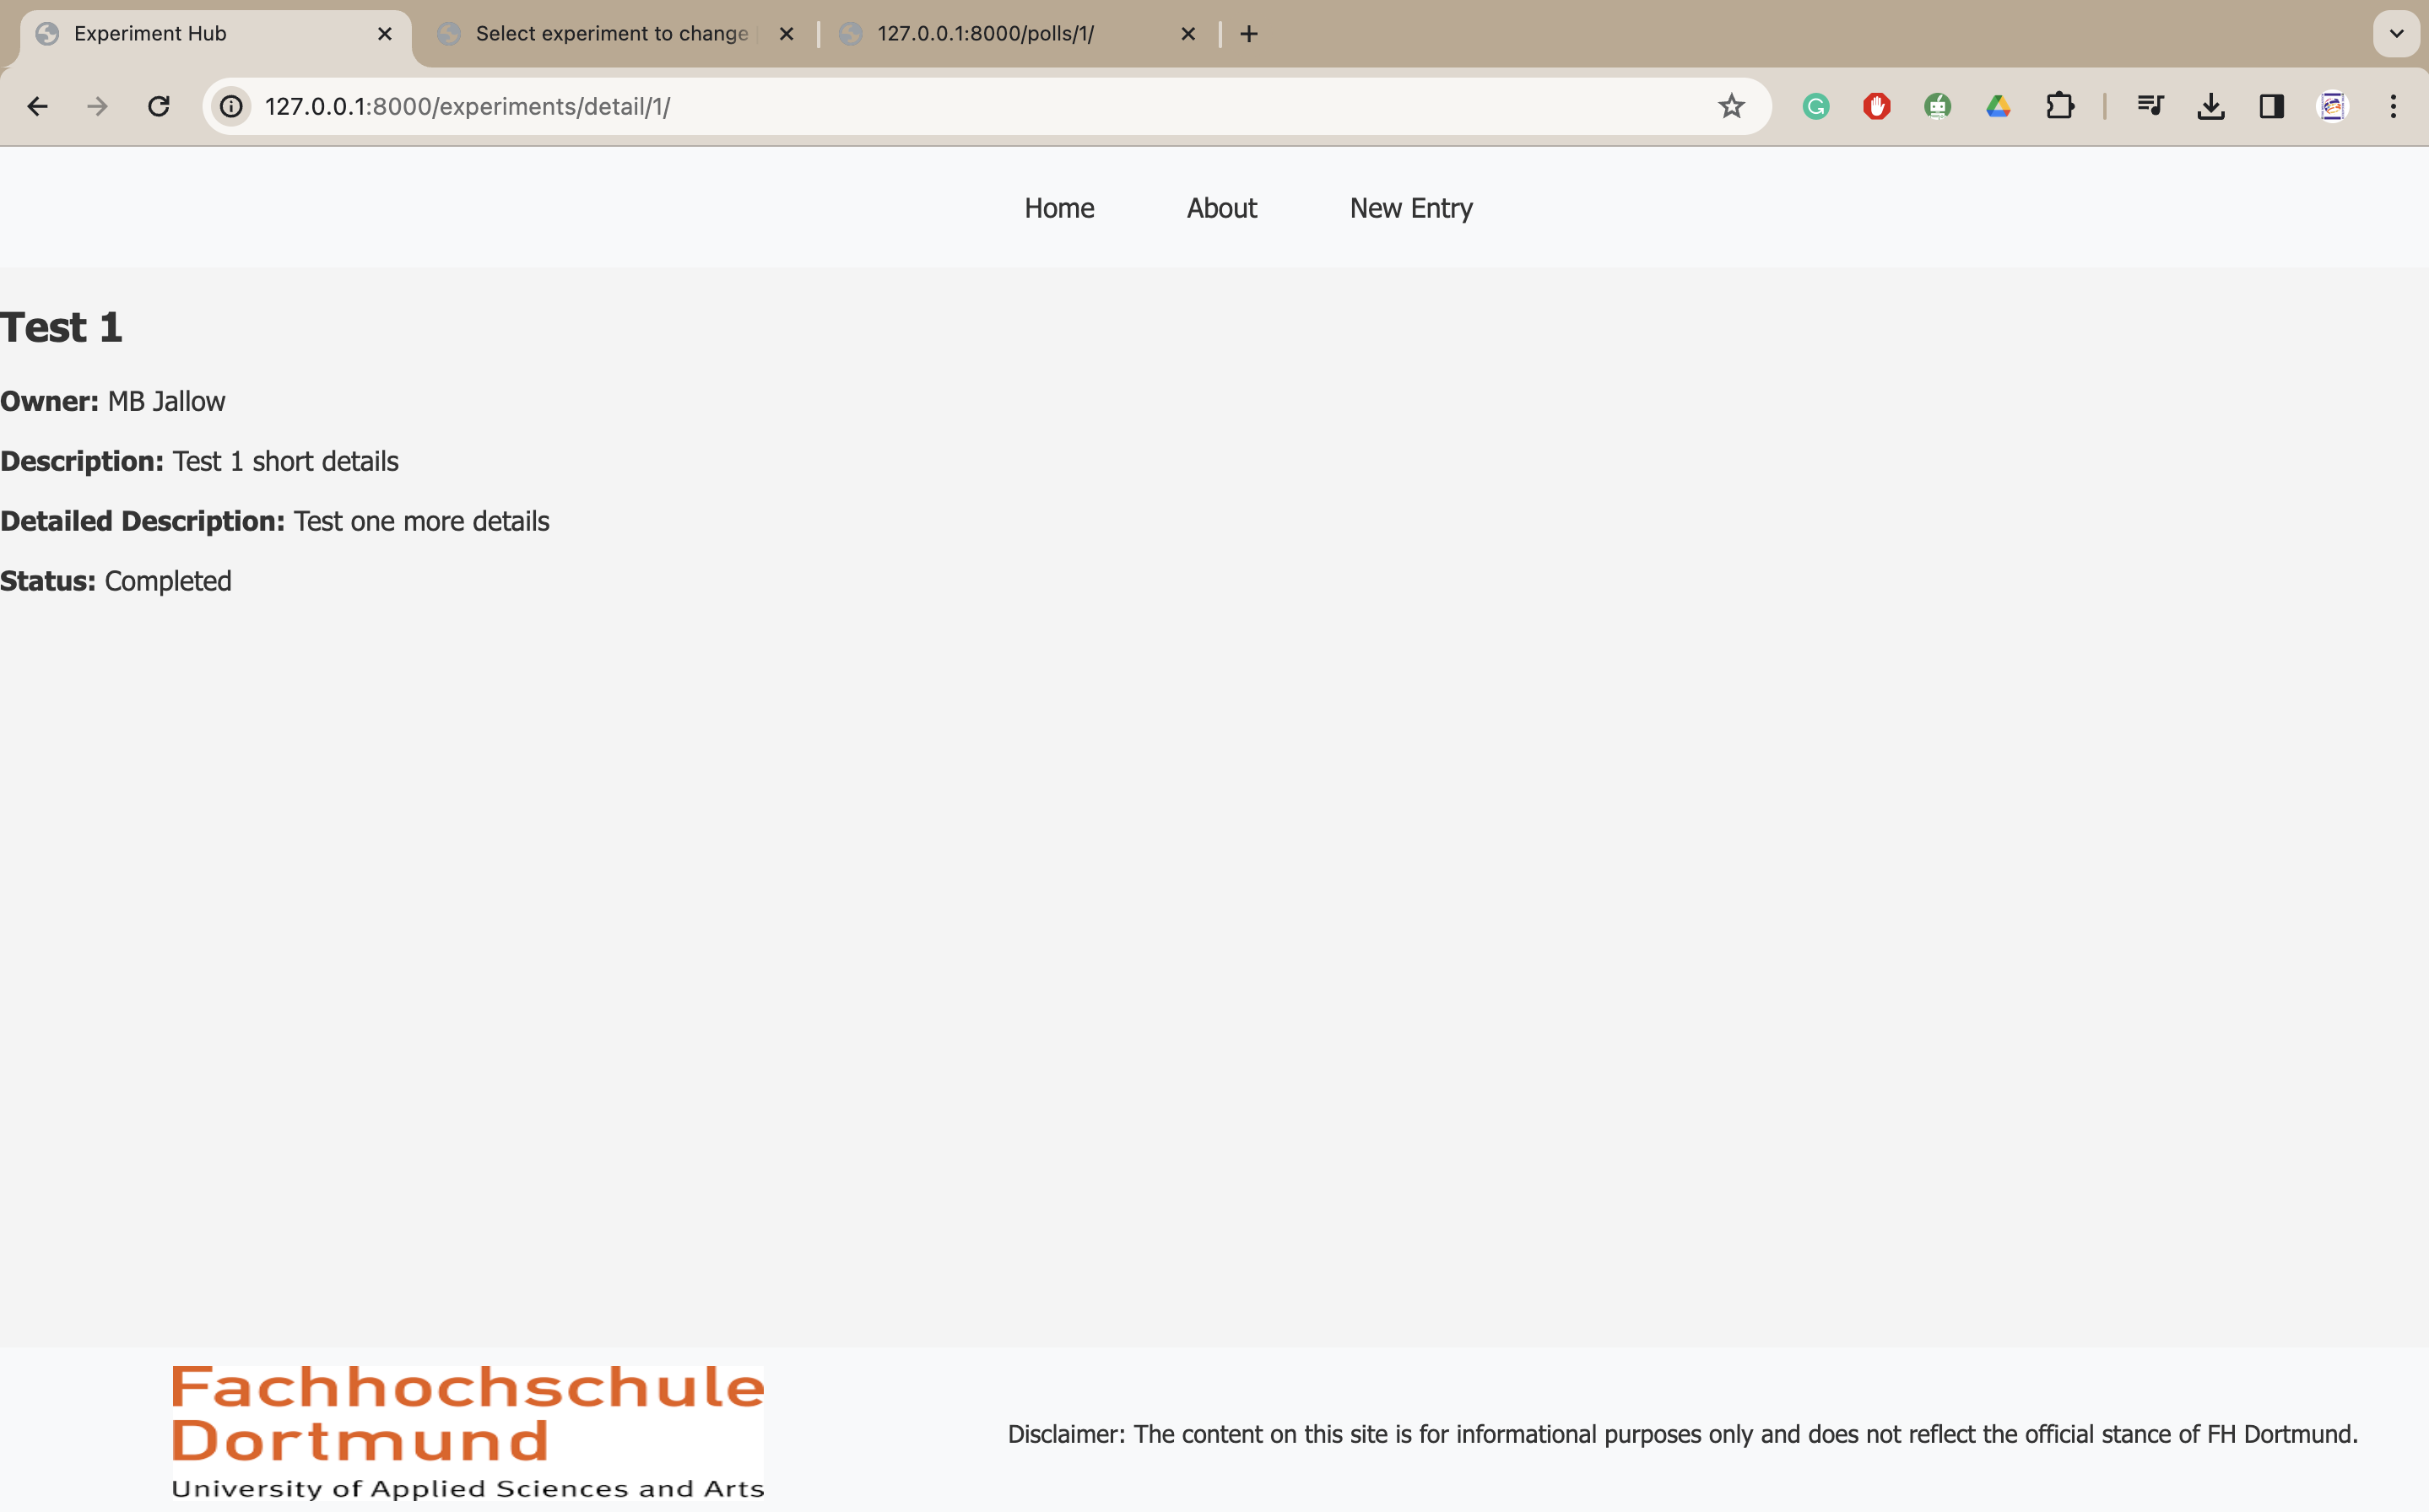 Experiment Hub
Select experiment to change
127.0.0.1:8000/polls/1/
127.0.0.1:8000/experiments/detail/1/
Home About New Entry
Test 1
Owner: MB Jallow
Description: Test 1 short details
Detailed Description: Test one more details
Status: Completed
Fachhochschule
Dortmund
University of Applied Sciences and Arts
Disclaimer: The content on this site is for informational purposes only and does not reflect the official stance of FH Dortmund.